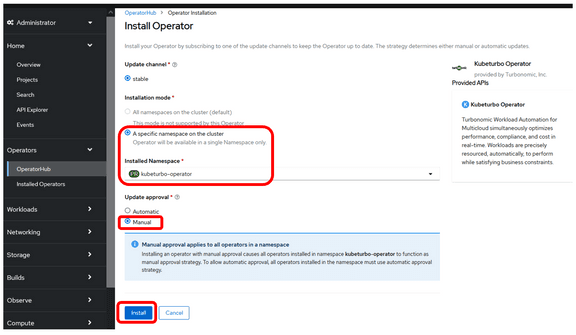 Administrator
Home
Overview
Projects
Search
API Explorer
Events
Operators
OperatorHub
Installed Operators
Workloads
Networking
Storage
Builds
Observe
Compute
OperatorHub > Operator Installation
Install Operator
Install your Operator by subscribing to one of the update channels to keep the Operator up to date. The strategy determines either manual or automatic updates.
Update channel *
stable
Installation mode *
All namespaces on the cluster (default)
This mode is not supported by this Operator
A specific namespace on the cluster
Operator will be available in a single Namespace only.
Installed Namespace *
PR kubeturbo-operator
Update approval *
Automatic
Manual
Manual approval applies to all operators in a namespace
Installing an operator with manual approval causes all operators installed in namespace kubeturbo-operator to function as
manual approval strategy. To allow automatic approval, all operators installed in the namespace must use automatic approval
strategy.
Install
Cancel
Kubeturbo Operator
provided by Turbonomic, Inc.
Provided APIs
K Kubeturbo Operator
Turbonomic Workload Automation for
Multicloud simultaneously optimizes
performance, compliance, and cost
in real-time. Workloads are precisely
resourced, automatically, to perform
while satisfying business constraints.